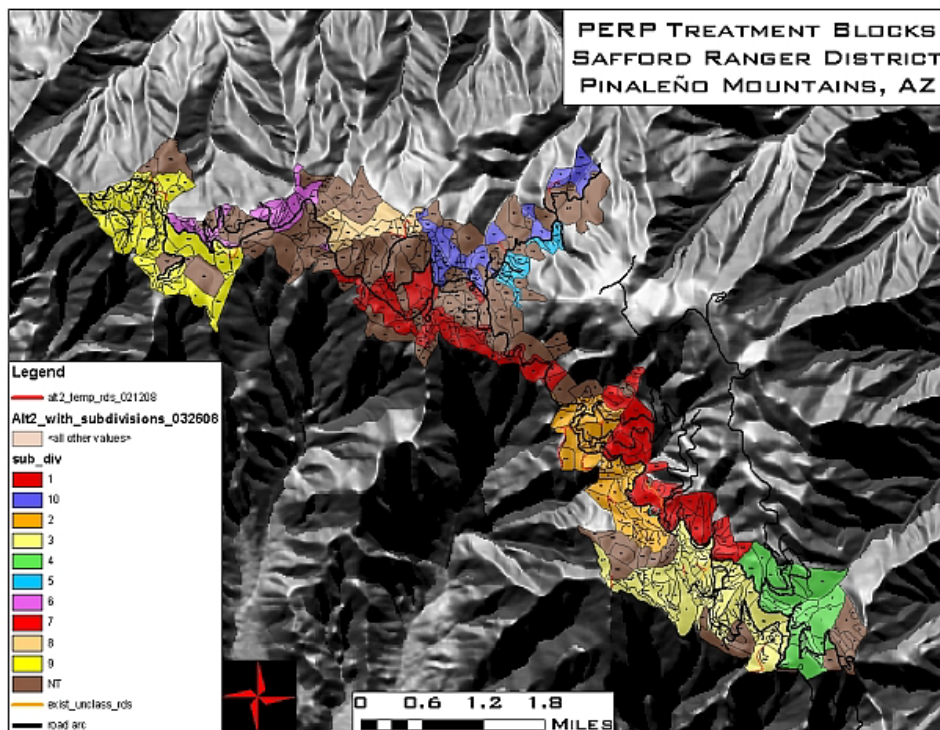 PERP TREATMENT BLOCKS
SAFFORD RANGER DISTRICT
PINALEÑO MOUNTAINS, AZ
Legend
alt2_temp_rds_021208
Alt2_with_subdivisions_032608
<all other values>
sub_div
1
10
2
3
4
5
6
7
8
9
NT
exist_unclass_rds
road arc
0 0.6 1.2 1.8
MILES